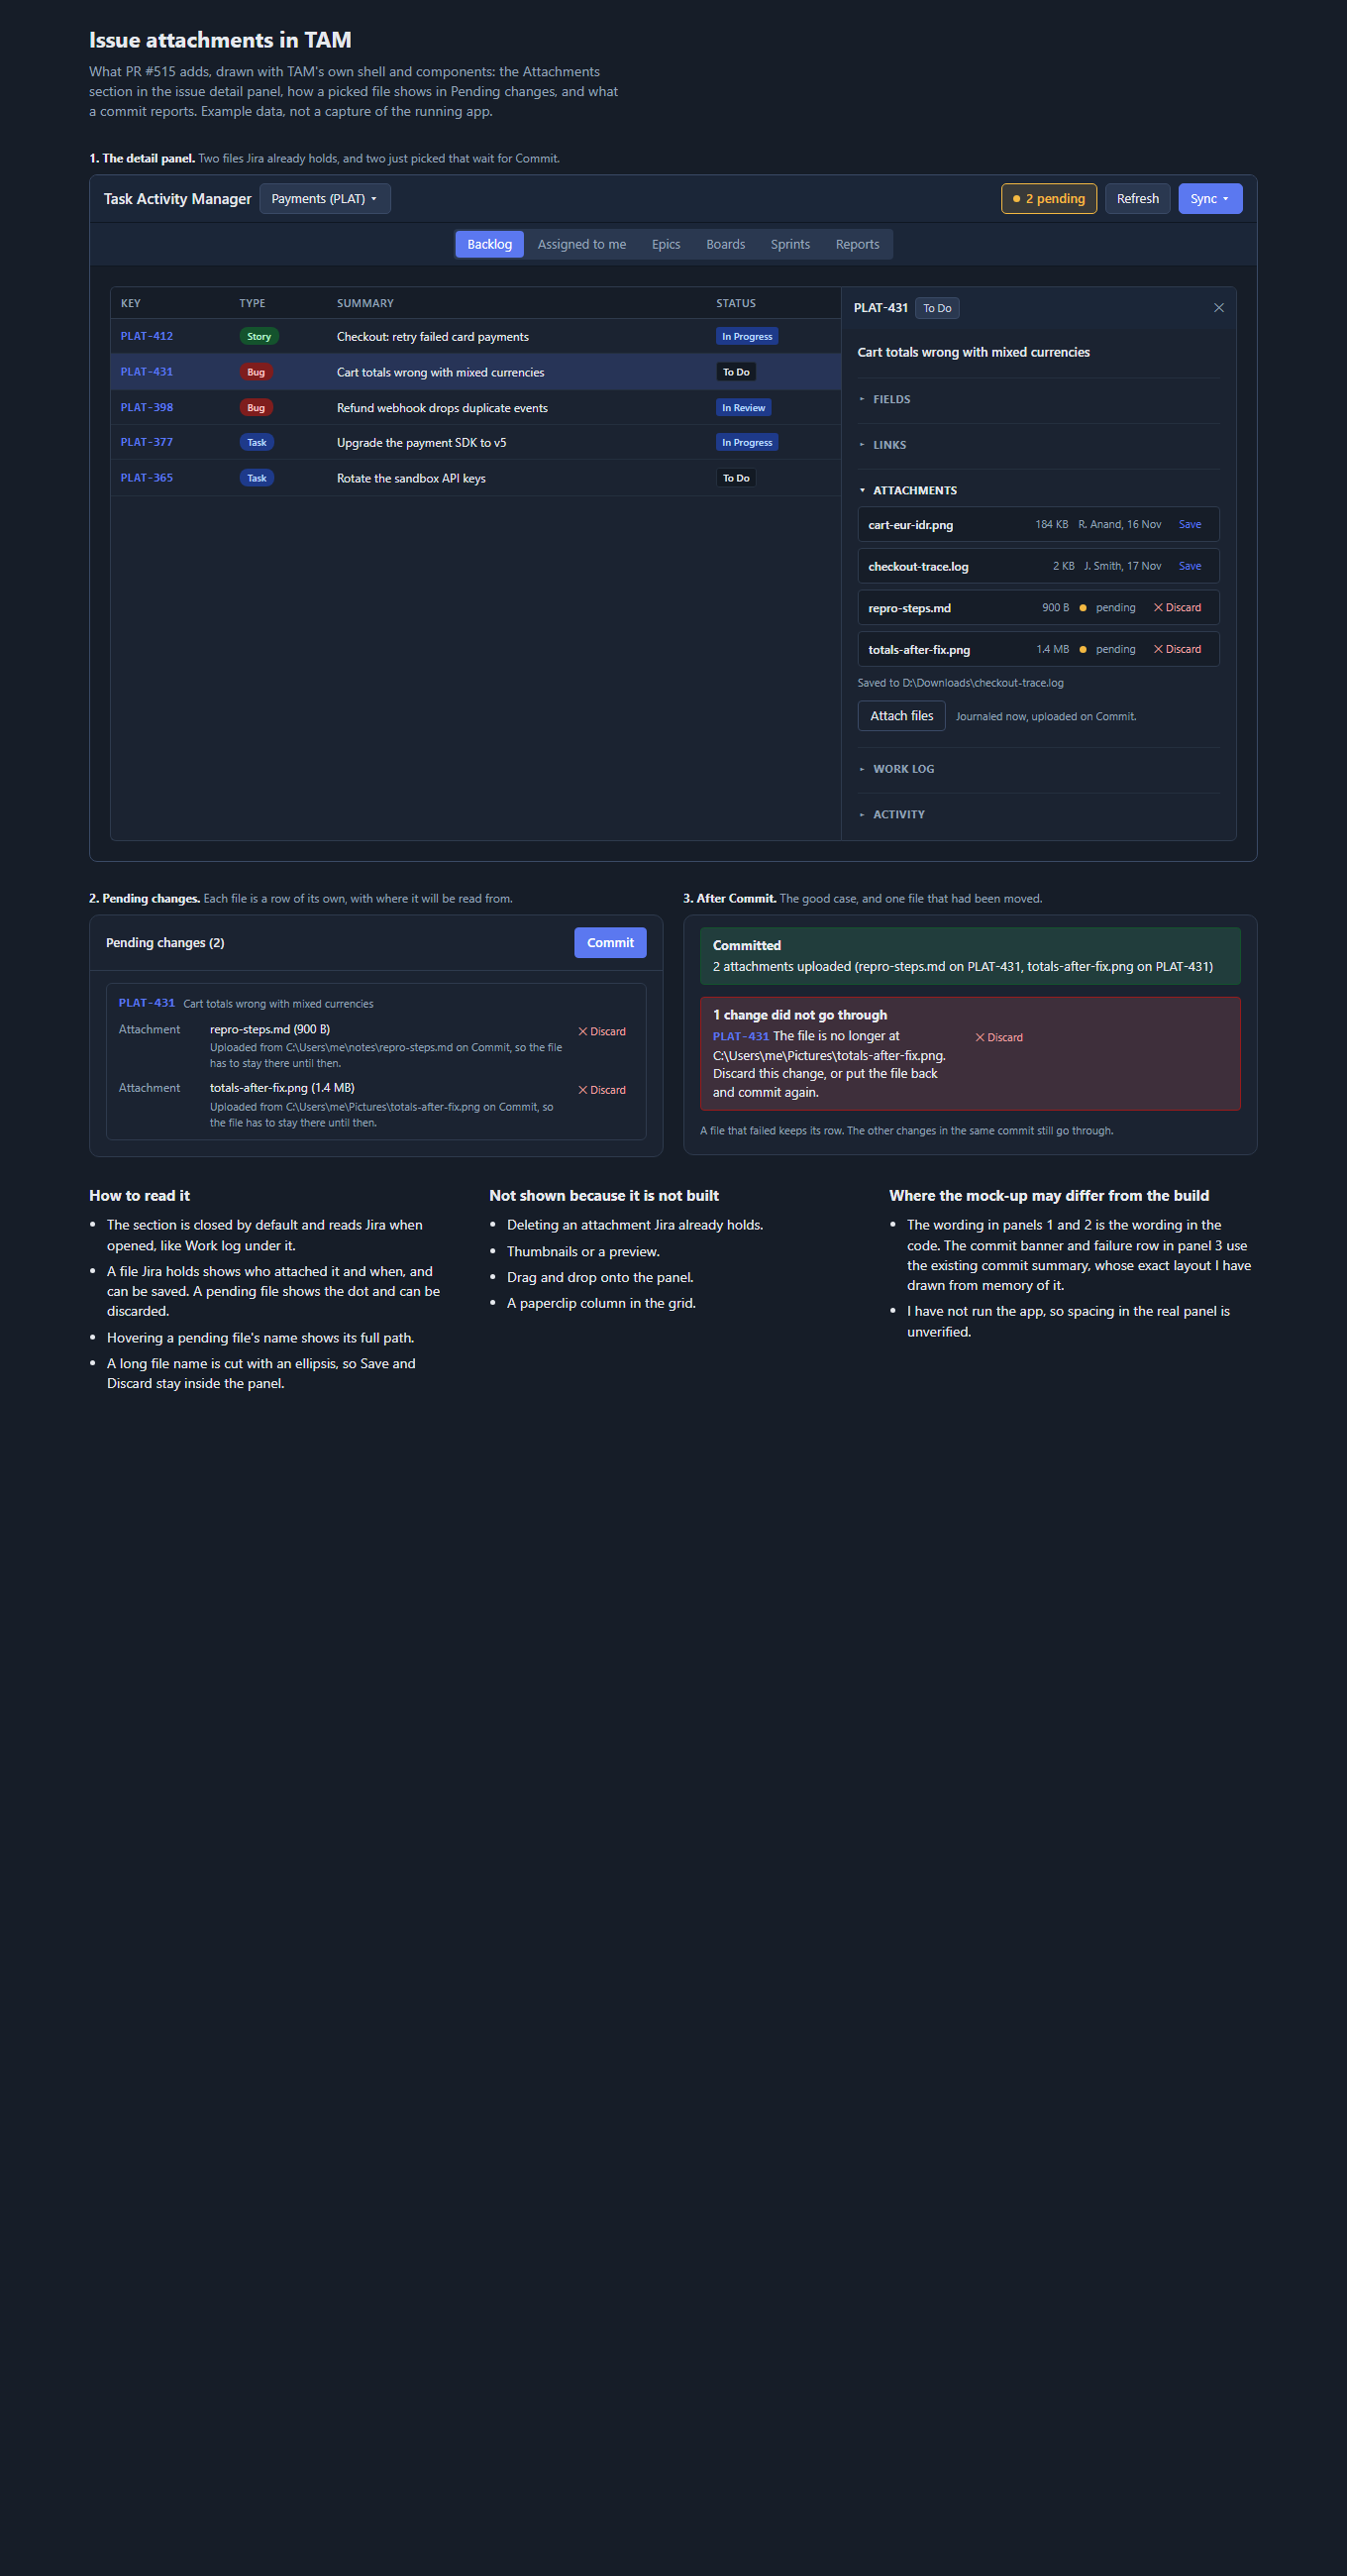 Issue attachments in TAM
What PR #515 adds, drawn with TAM's own shell and components: the Attachments
section in the issue detail panel, how a picked file shows in Pending changes, and what
a commit reports. Example data, not a capture of the running app.
1. The detail panel. Two files Jira already holds, and two just picked that wait for Commit.
Task Activity Manager
Payments (PLAT)
2 pending
Refresh
Sync
Backlog
Assigned to me
Epics
Boards
Sprints
Reports
KEY TYPE SUMMARY STATUS
PLAT-412 Story Checkout: retry failed card payments In Progress
PLAT-431 Bug Cart totals wrong with mixed currencies To Do
PLAT-398 Bug Refund webhook drops duplicate events In Review
PLAT-377 Task Upgrade the payment SDK to v5 In Progress
PLAT-365 Task Rotate the sandbox API keys To Do
PLAT-431 To Do
Cart totals wrong with mixed currencies
FIELDS
LINKS
ATTACHMENTS
cart-eur-idr.png 184 KB R. Anand, 16 Nov Save
checkout-trace.log 2 KB J. Smith, 17 Nov Save
repro-steps.md 900 B pending Discard
totals-after-fix.png 1.4 MB pending Discard
Saved to D:\Downloads\checkout-trace.log
Attach files Journaled now, uploaded on Commit.
WORK LOG
ACTIVITY
2. Pending changes. Each file is a row of its own, with where it will be read from.
Pending changes (2)
Commit
PLAT-431 Cart totals wrong with mixed currencies
Attachment repro-steps.md (900 B) Discard
Uploaded from C:\Users\me\notes\repro-steps.md on Commit, so the file
has to stay there until then.
Attachment totals-after-fix.png (1.4 MB) Discard
Uploaded from C:\Users\me\Pictures\totals-after-fix.png on Commit, so
the file has to stay there until then.
3. After Commit. The good case, and one file that had been moved.
Committed
2 attachments uploaded (repro-steps.md on PLAT-431, totals-after-fix.png on PLAT-431)
1 change did not go through
PLAT-431 The file is no longer at Discard
C:\Users\me\Pictures\totals-after-fix.png.
Discard this change, or put the file back
and commit again.
A file that failed keeps its row. The other changes in the same commit still go through.
How to read it
The section is closed by default and reads Jira when
opened, like Work log under it.
A file Jira holds shows who attached it and when, and
can be saved. A pending file shows the dot and can be
discarded.
Hovering a pending file's name shows its full path.
A long file name is cut with an ellipsis, so Save and
Discard stay inside the panel.
Not shown because it is not built
Deleting an attachment Jira already holds.
Thumbnails or a preview.
Drag and drop onto the panel.
A paperclip column in the grid.
Where the mock-up may differ from the build
The wording in panels 1 and 2 is the wording in the
code. The commit banner and failure row in panel 3 use
the existing commit summary, whose exact layout I have
drawn from memory of it.
I have not run the app, so spacing in the real panel is
unverified.